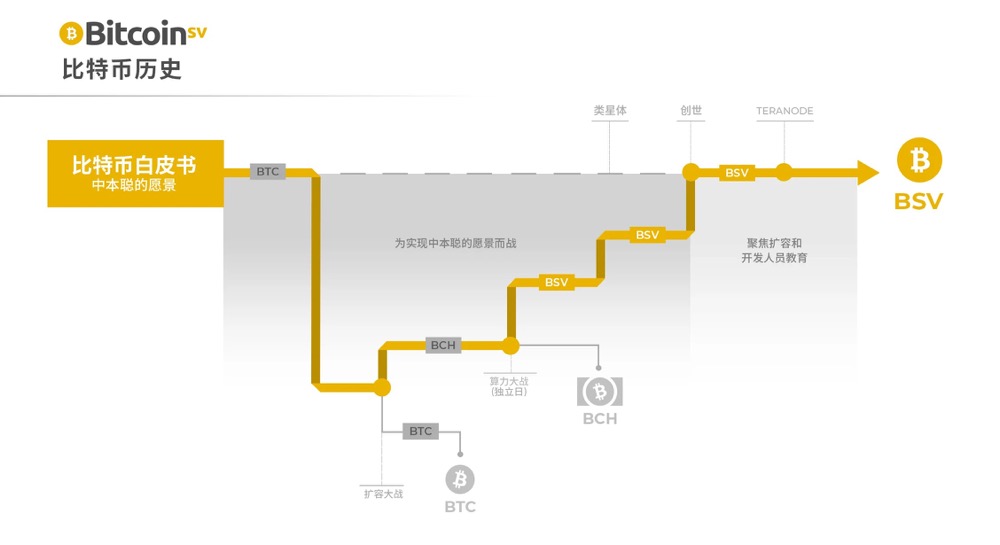 Bitcoin SV
比特币历史
类星体
创世
TERANODE
比特币白皮书
中本聪的愿景
BTC
BSV
BSV
BSV
为实现中本聪的愿景而战
聚焦扩容和
开发人员教育
BSV
BCH
算力大战
(独立日)
BCH
BTC
扩容大战
BTC